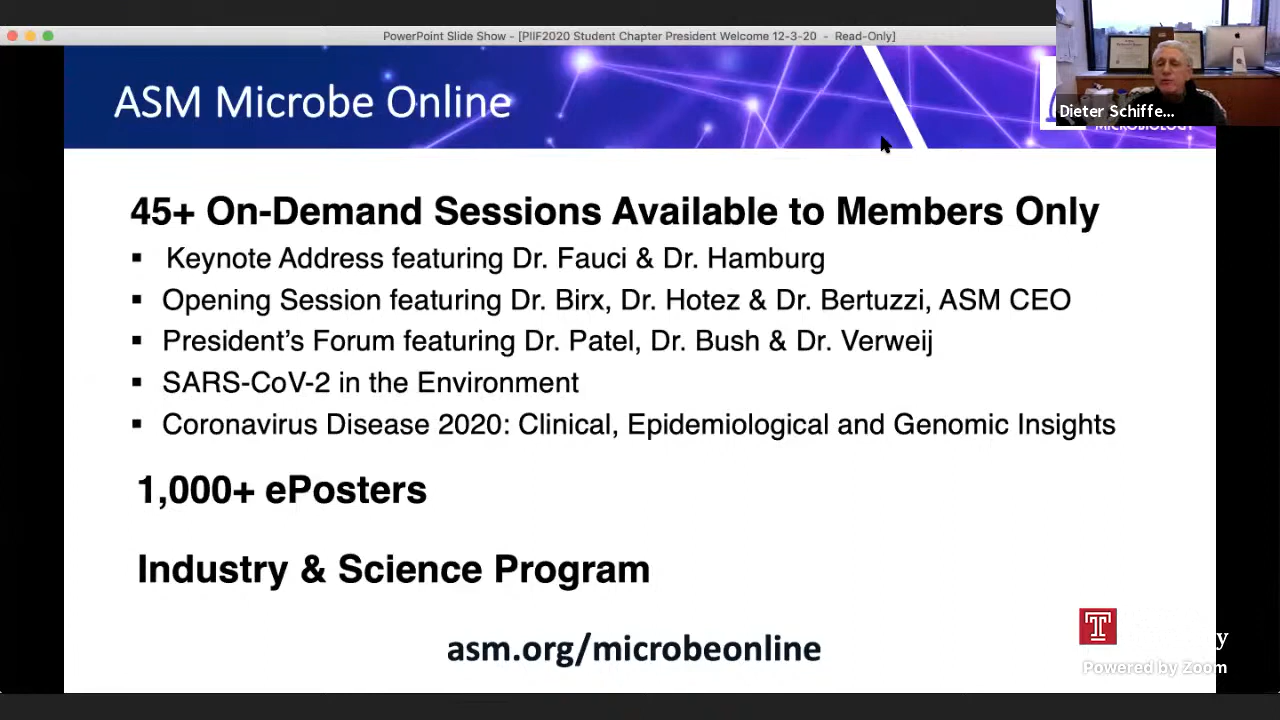 PowerPoint Slide Show - [PIIF2020 Student Chapter President Welcome 12-3-20 - Read-Only]
Dieter Schiffe...
ASM Microbe Online
MICROBIOLOGY
45+ On-Demand Sessions Available to Members Only
▪ Keynote Address featuring Dr. Fauci & Dr. Hamburg
▪ Opening Session featuring Dr. Birx, Dr. Hotez & Dr. Bertuzzi, ASM CEO
▪ President’s Forum featuring Dr. Patel, Dr. Bush & Dr. Verweij
▪ SARS-CoV-2 in the Environment
▪ Coronavirus Disease 2020: Clinical, Epidemiological and Genomic Insights
1,000+ ePosters
Industry & Science Program
asm.org/microbeonline
Powered by Zoom